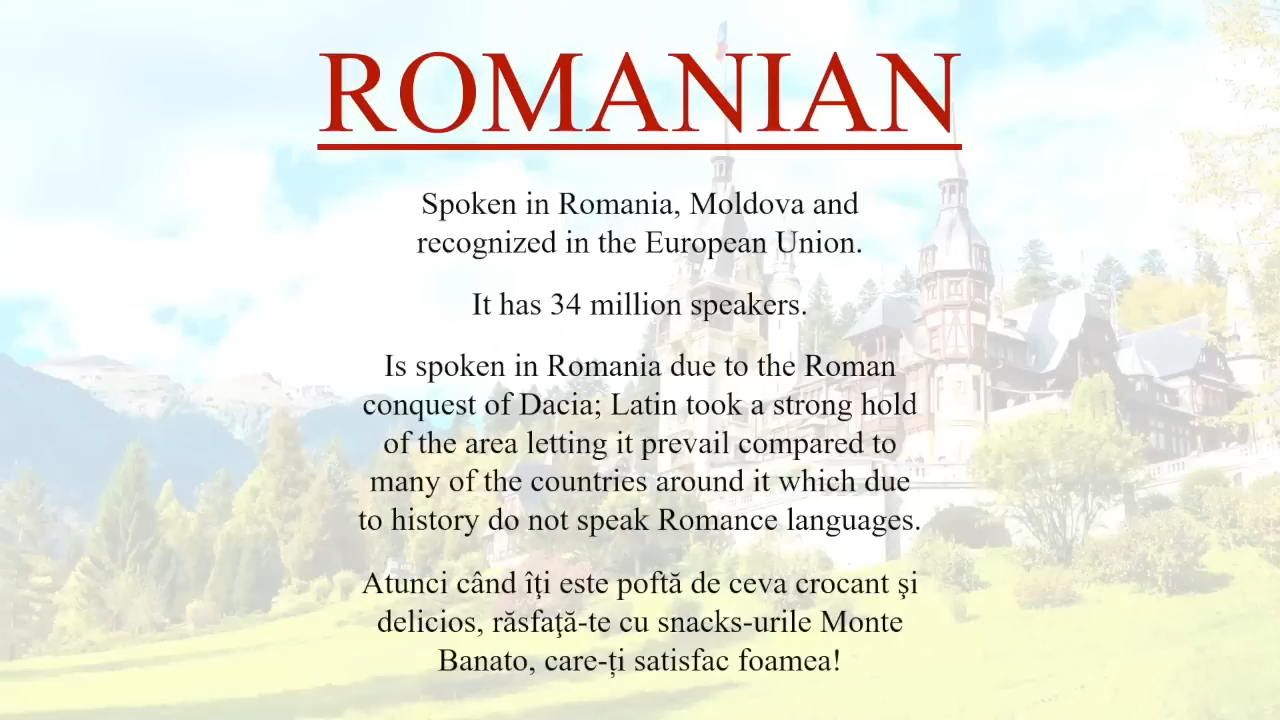 ROMANIAN
Spoken in Romania, Moldova and
recognized in the European Union.
It has 34 million speakers.
Is spoken in Romania due to the Roman
conquest of Dacia; Latin took a strong hold
of the area letting it prevail compared to
many of the countries around it which due
to history do not speak Romance languages.
Atunci când îţi este poftă de ceva crocant şi
delicios, răsfaţă-te cu snacks-urile Monte
Banato, care-ți satisfac foamea!